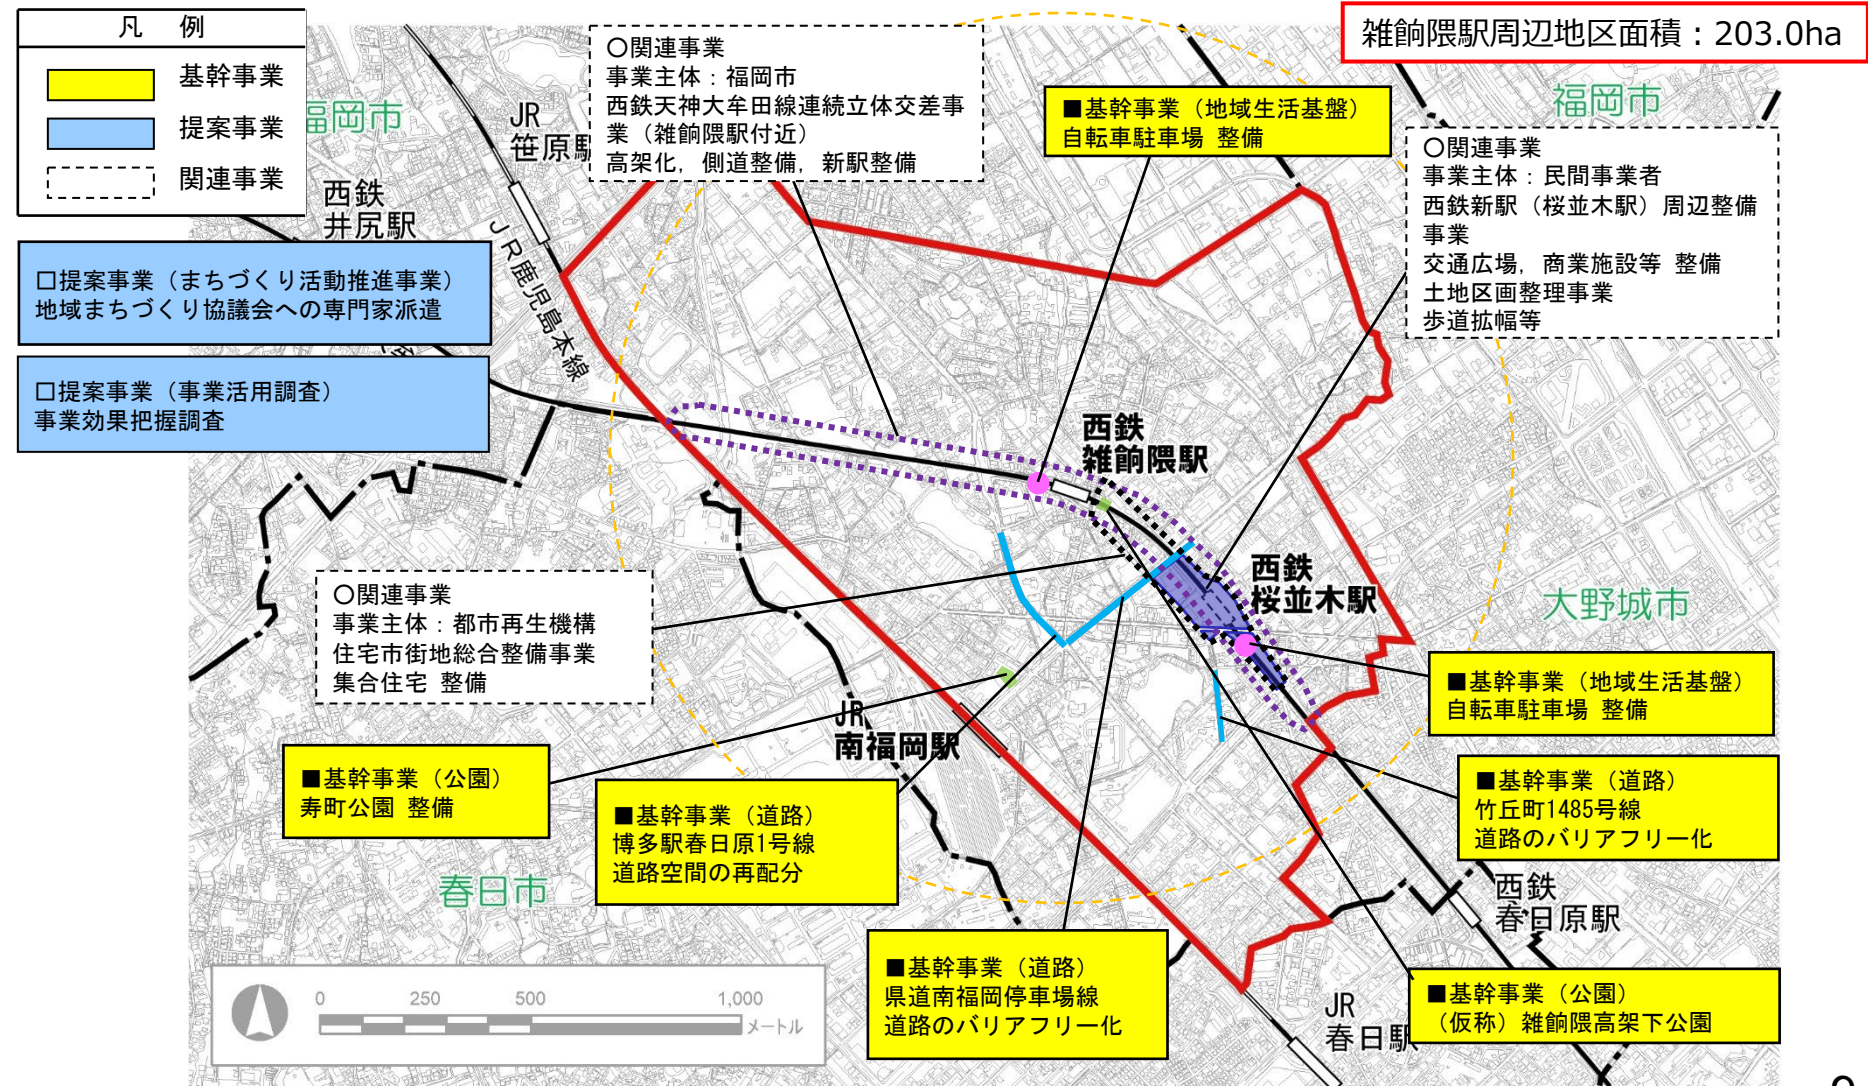 雑餉隈駅周辺地区面積：203.0ha
凡　例
基幹事業
提案事業
関連事業
〇関連事業
事業主体：福岡市
西鉄天神大牟田線連続立体交差事
業（雑餉隈駅付近）
高架化，側道整備，新駅整備
■基幹事業（地域生活基盤）
自転車駐車場 整備
〇関連事業
事業主体：民間事業者
西鉄新駅（桜並木駅）周辺整備
事業
交通広場，商業施設等 整備
土地区画整理事業
歩道拡幅等
福岡市
福岡市
JR
笹原駅
西鉄
井尻駅
JR鹿児島本線
□提案事業（まちづくり活動推進事業）
地域まちづくり協議会への専門家派遣
□提案事業（事業活用調査）
事業効果把握調査
西鉄
雑餉隈駅
西鉄
桜並木駅
大野城市
〇関連事業
事業主体：都市再生機構
住宅市街地総合整備事業
集合住宅 整備
■基幹事業（地域生活基盤）
自転車駐車場 整備
JR
南福岡駅
■基幹事業（公園）
寿町公園 整備
■基幹事業（道路）
博多駅春日原1号線
道路空間の再配分
■基幹事業（道路）
竹丘町1485号線
道路のバリアフリー化
春日市
西鉄
春日原駅
■基幹事業（道路）
県道南福岡停車場線
道路のバリアフリー化
■基幹事業（公園）
（仮称）雑餉隈高架下公園
JR
春日駅
0 250 500 1,000
メートル